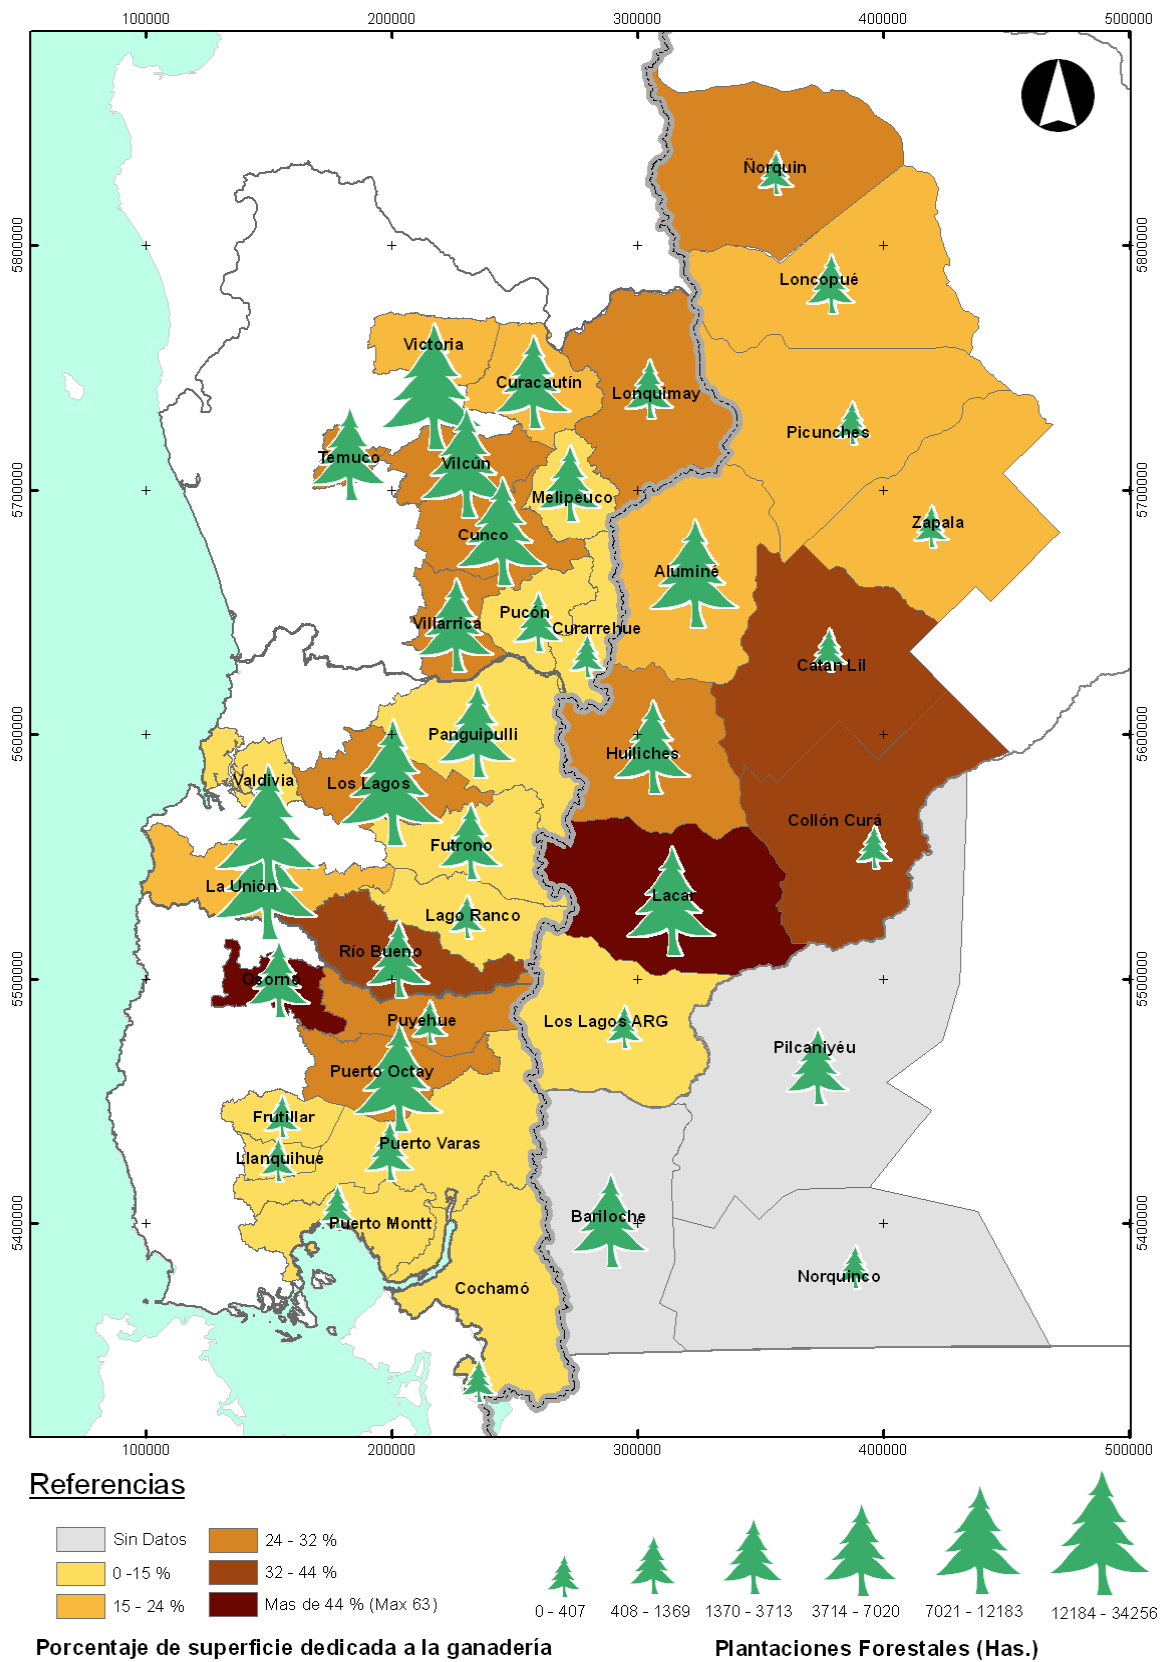 100000 200000 300000 400000 500000
Ñorquin
5800000 5800000
Loncopué
Victoria
Curacautín
Lonquimay
Picunches
Temuco
Vilcún
Melipeuco
5700000 5700000
Zapala
Cunco
Aluminé
Pucón
Villarrica
Curarrehue
Catan Lil
Panguipulli
5600000 5600000
Huiliches
Valdivia
Los Lagos
Collón Curá
Futrono
La Unión
Lacar
Lago Ranco
Río Bueno
5500000 5500000
Osorno
Puyehue
Los Lagos ARG
Pilcaniyéu
Puerto Octay
Frutillar
Puerto Varas
Llanquihue
5400000 5400000
Puerto Montt
Bariloche
Norquinco
Cochamó
100000 200000 300000 400000 500000
Referencias
Sin Datos
0 -15 %
15 - 24 %
24 - 32 %
32 - 44 %
Mas de 44 % (Max 63)
Porcentaje de superficie dedicada a la ganadería
0 - 407
408 - 1369
1370 - 3713
3714 - 7020
7021 - 12183
12184 - 34256
Plantaciones Forestales (Has.)